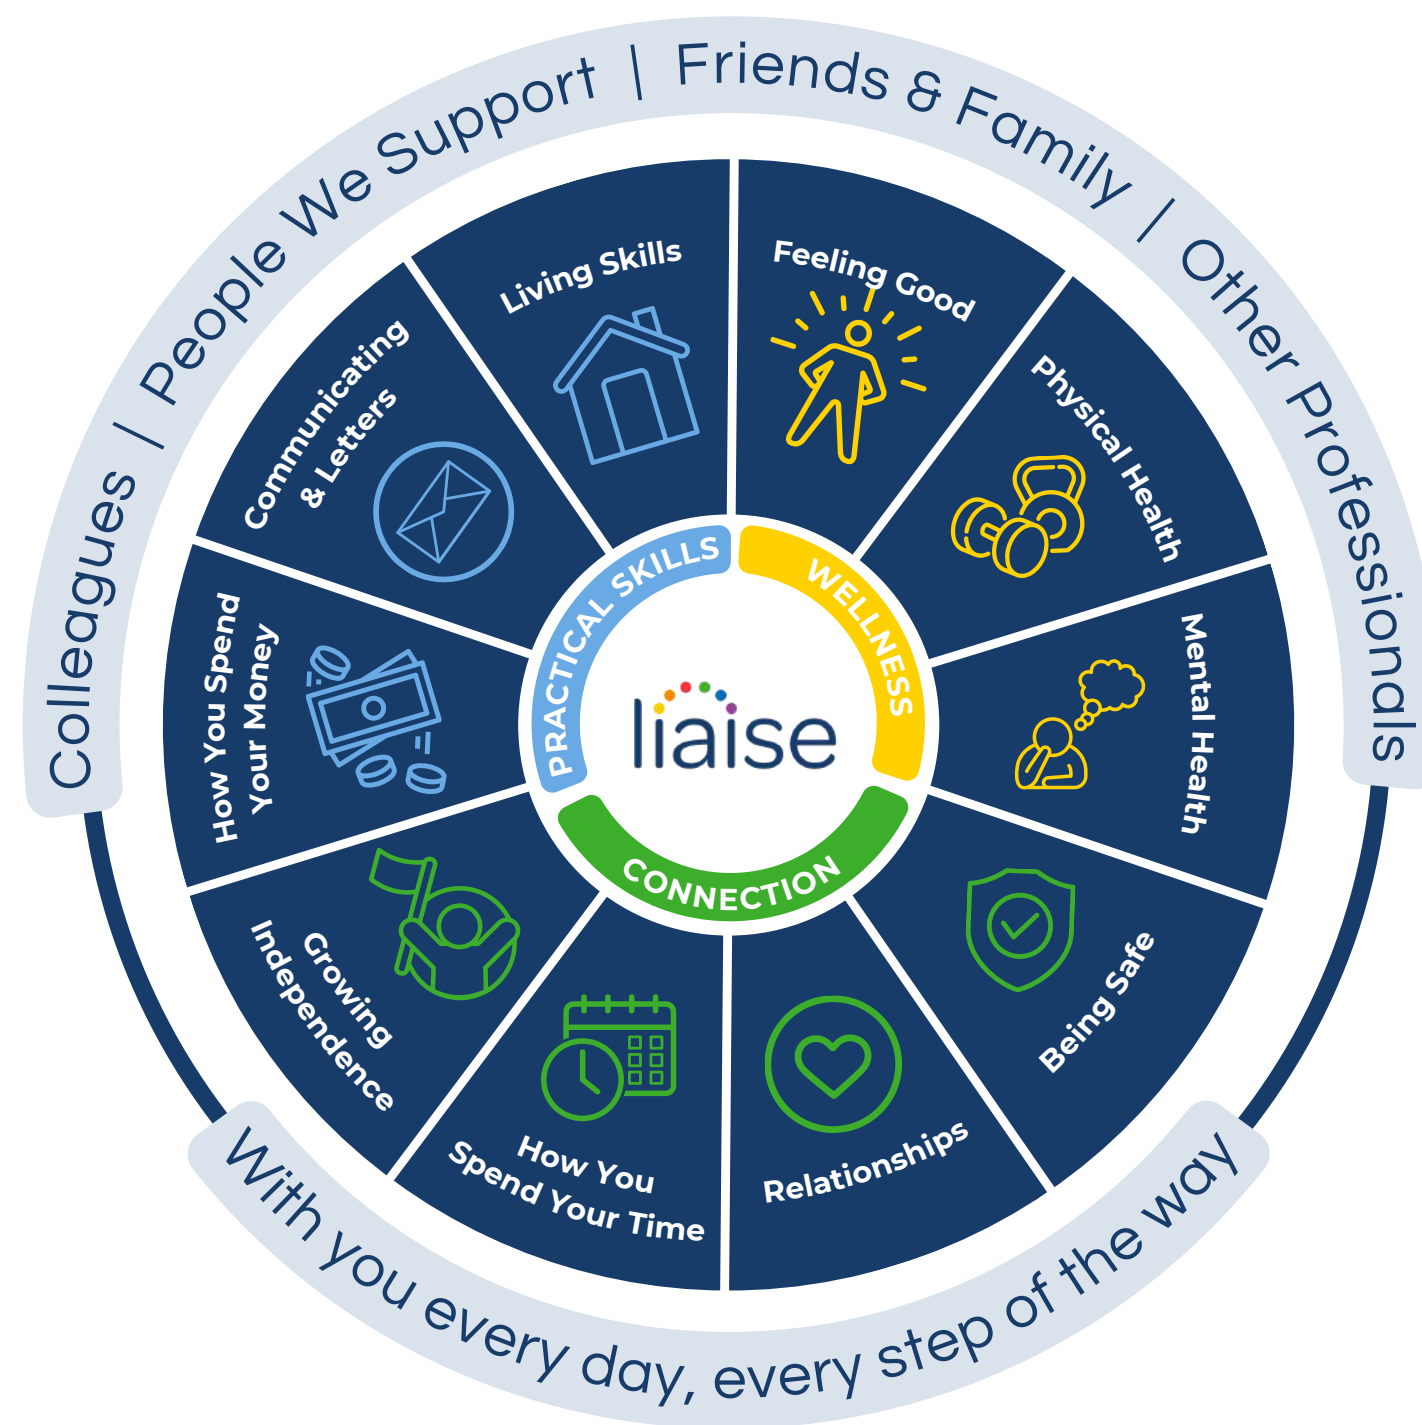 Colleagues | People We Support | Friends & Family | Other Professionals
Living Skills
Feeling Good
Physical Health
Mental Health
Being Safe
Relationships
How You
Spend Your Time
Growing
Independence
How You Spend
Your Money
Communicating
& Letters
PRACTICAL SKILLS
WELLNESS
CONNECTION
liaise
With you every day, every step of the way